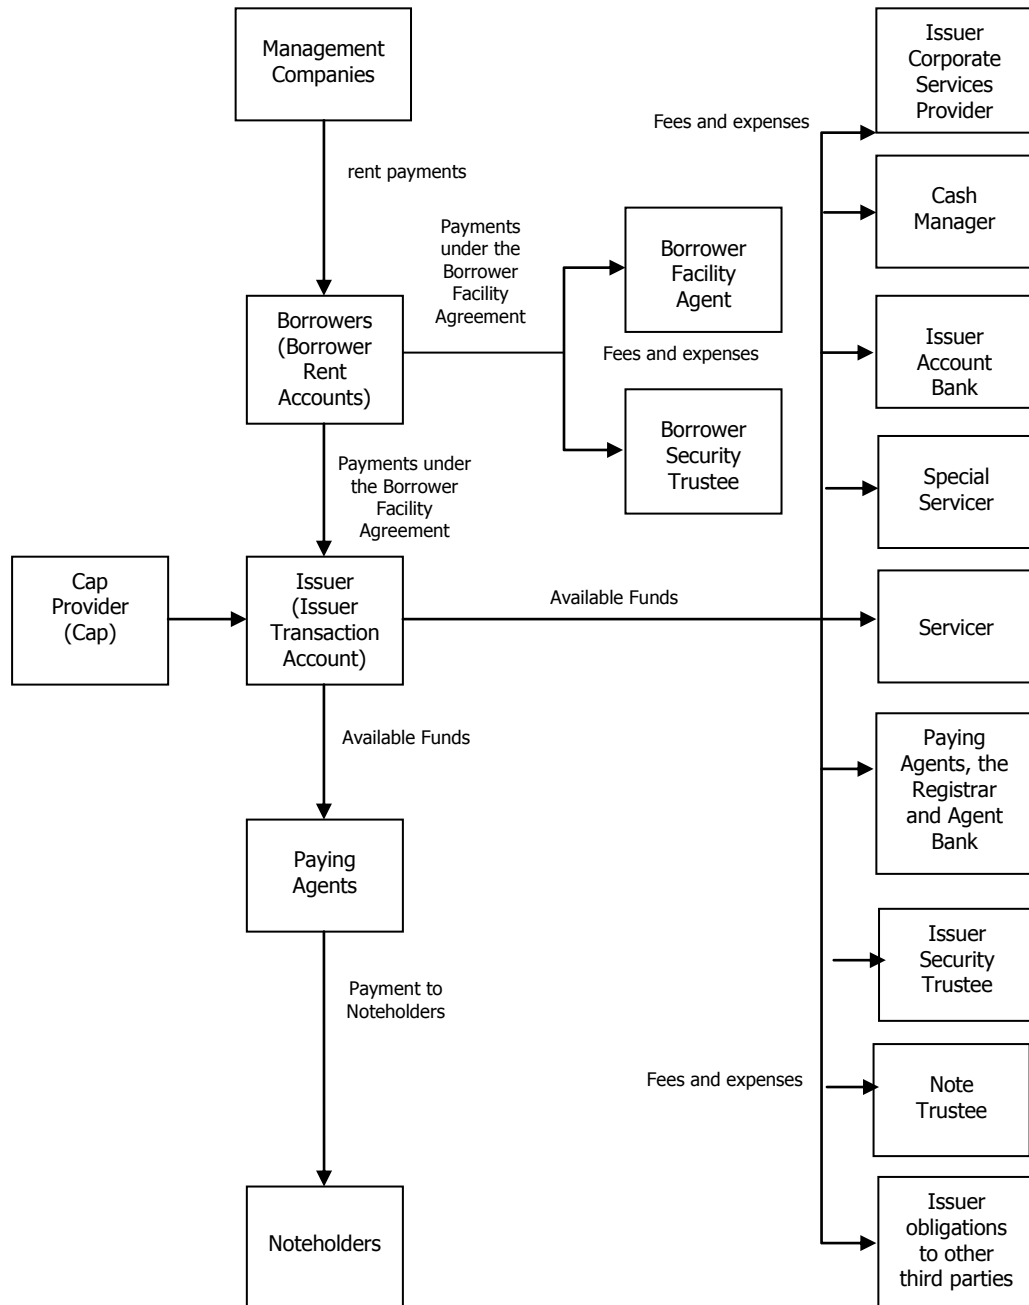 Management
Companies
rent payments
Payments
under the
Borrower
Facility
Agreement
Borrower
Facility
Agent
Fees and expenses
Borrowers
(Borrower
Rent
Accounts)
Borrower
Security
Trustee
Payments under
the Borrower
Facility
Agreement
Cap
Provider
(Cap)
Issuer
(Issuer
Transaction
Account)
Available Funds
Available Funds
Paying
Agents
Payment to
Noteholders
Noteholders
Fees and expenses
Issuer
Corporate
Services
Provider
Cash
Manager
Issuer
Account
Bank
Special
Servicer
Servicer
Paying
Agents, the
Registrar
and Agent
Bank
Issuer
Security
Trustee
Fees and expenses
Note
Trustee
Issuer
obligations
to other
third parties